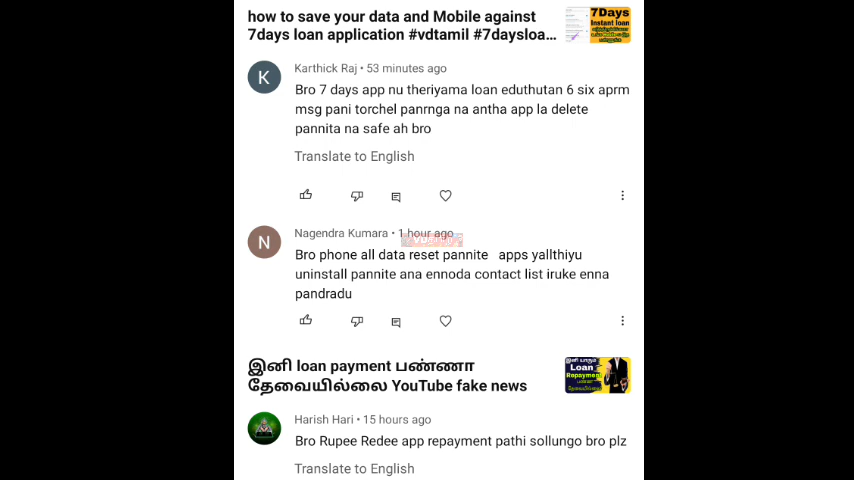 how to save your data and Mobile against
7days loan application #vdtamil #7daysloa...
7Days
Instant loan
K
Karthick Raj • 53 minutes ago
Bro 7 days app nu theriyama loan eduthutan 6 six aprm
msg pani torchel panrnga na antha app la delete
pannita na safe ah bro
Translate to English
N
Nagendra Kumara • 1 hour ago
Bro phone all data reset pannite apps yallthiyu
uninstall pannite ana ennoda contact list iruke enna
pandradu
இனி loan payment பண்ணா
தேவையில்லை YouTube fake news
இனி யாரும்
Loan
Repayment
பண்ண
தேவையில்லை
Harish Hari • 15 hours ago
Bro Rupee Redee app repayment pathi sollungo bro plz
Translate to English